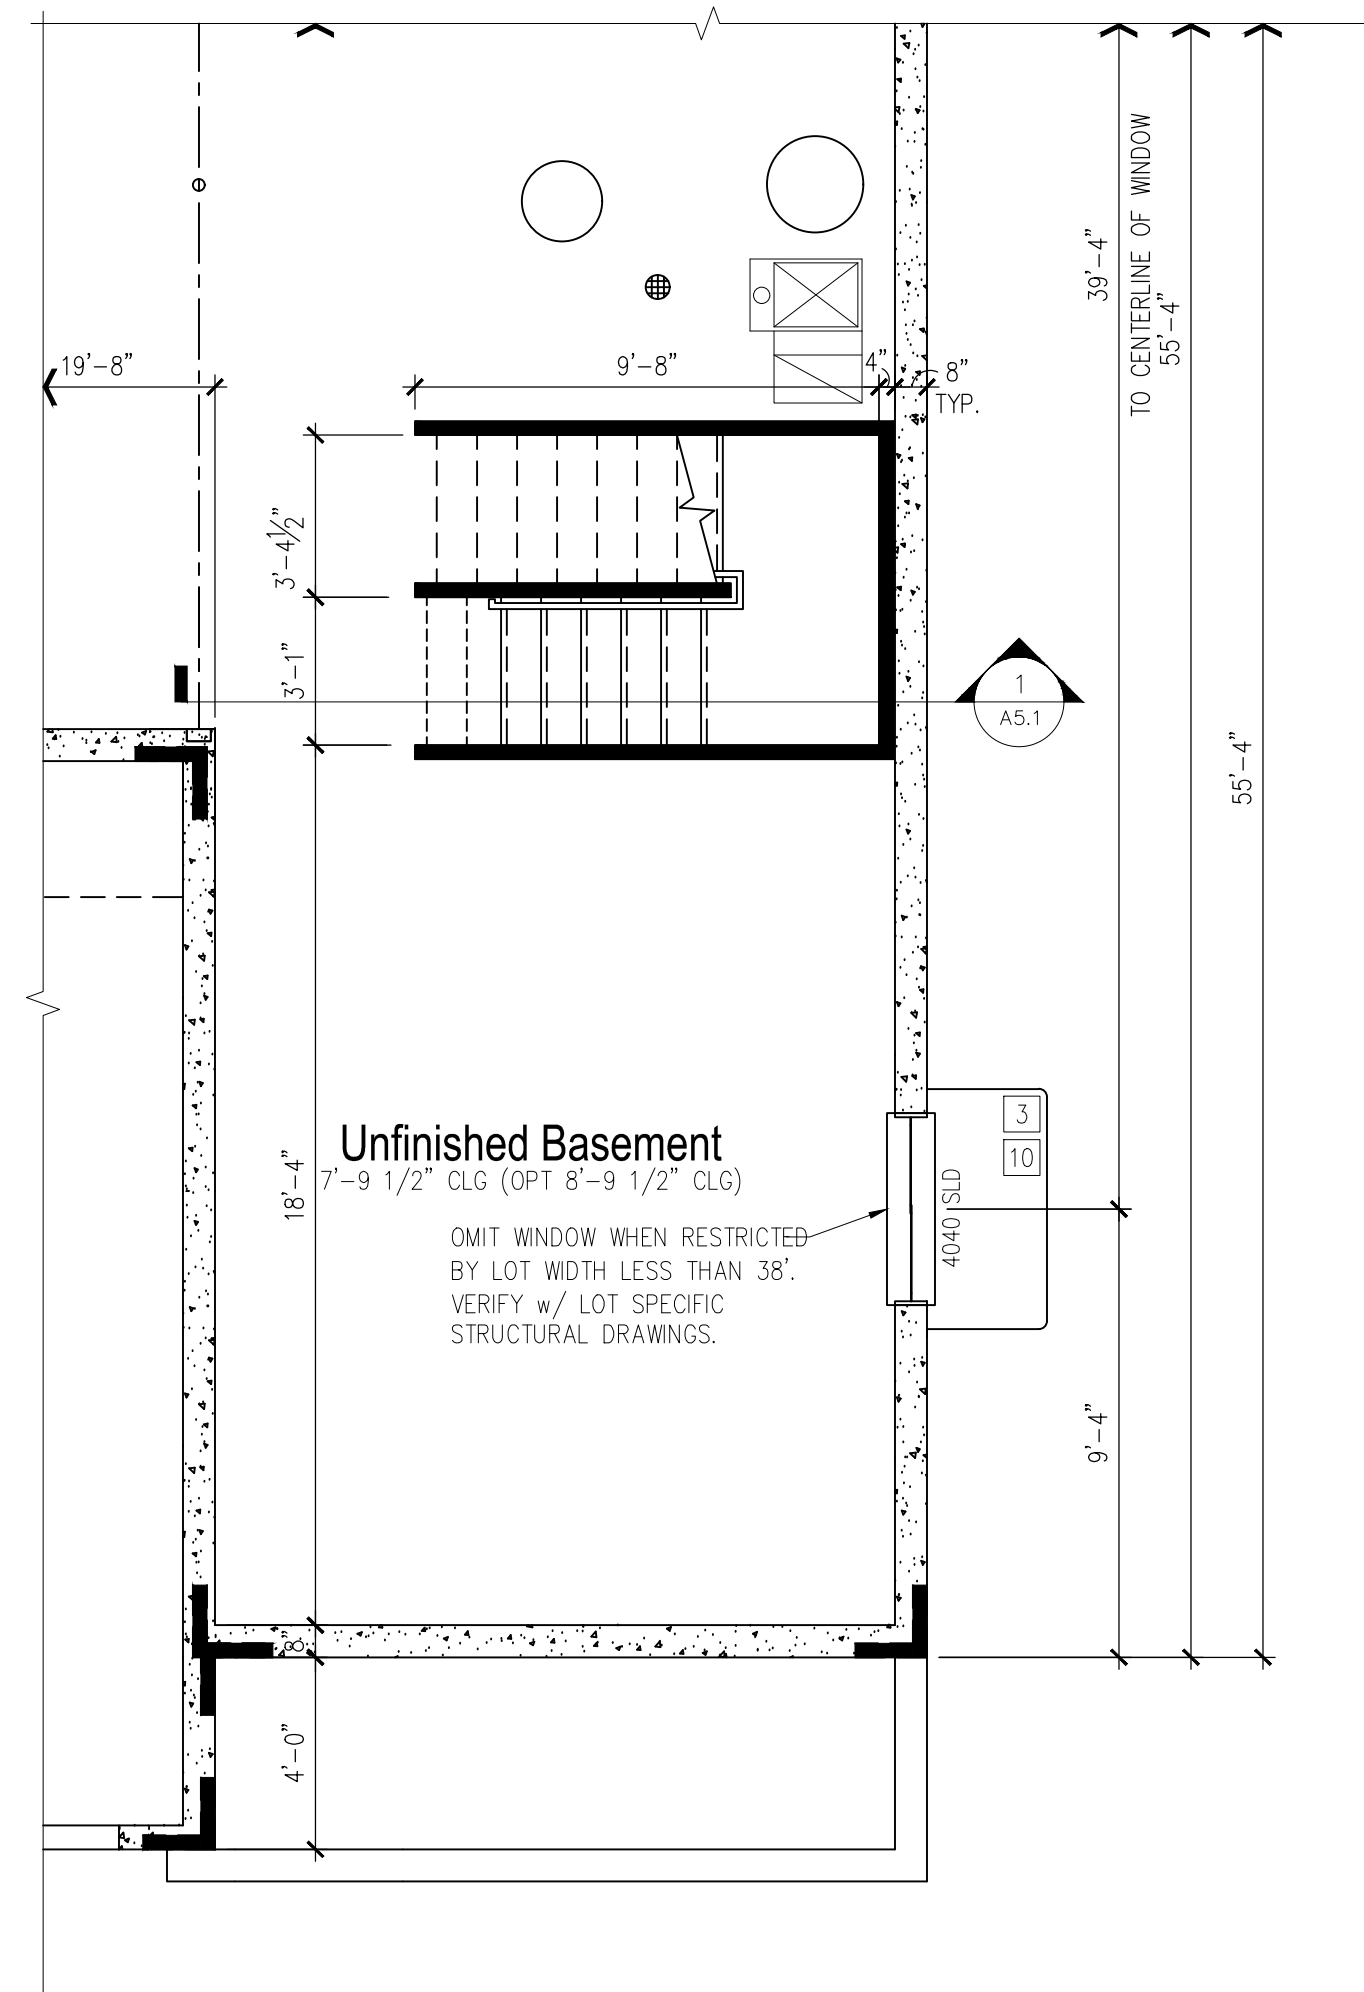 TO CENTERLINE OF WINDOW
39'-4"
55'-4"
19'-8"
9'-8"
4"
8"
TYP.
3'-4½"
3'-1"
1
A5.1
55'-4"
3
10
Unfinished Basement
7'-9 1/2" CLG (OPT 8'-9 1/2" CLG)
18'-4"
4040 SLD
OMIT WINDOW WHEN RESTRICTED
BY LOT WIDTH LESS THAN 38'.
VERIFY w/ LOT SPECIFIC
STRUCTURAL DRAWINGS.
9'-4"
8"
4'-0"